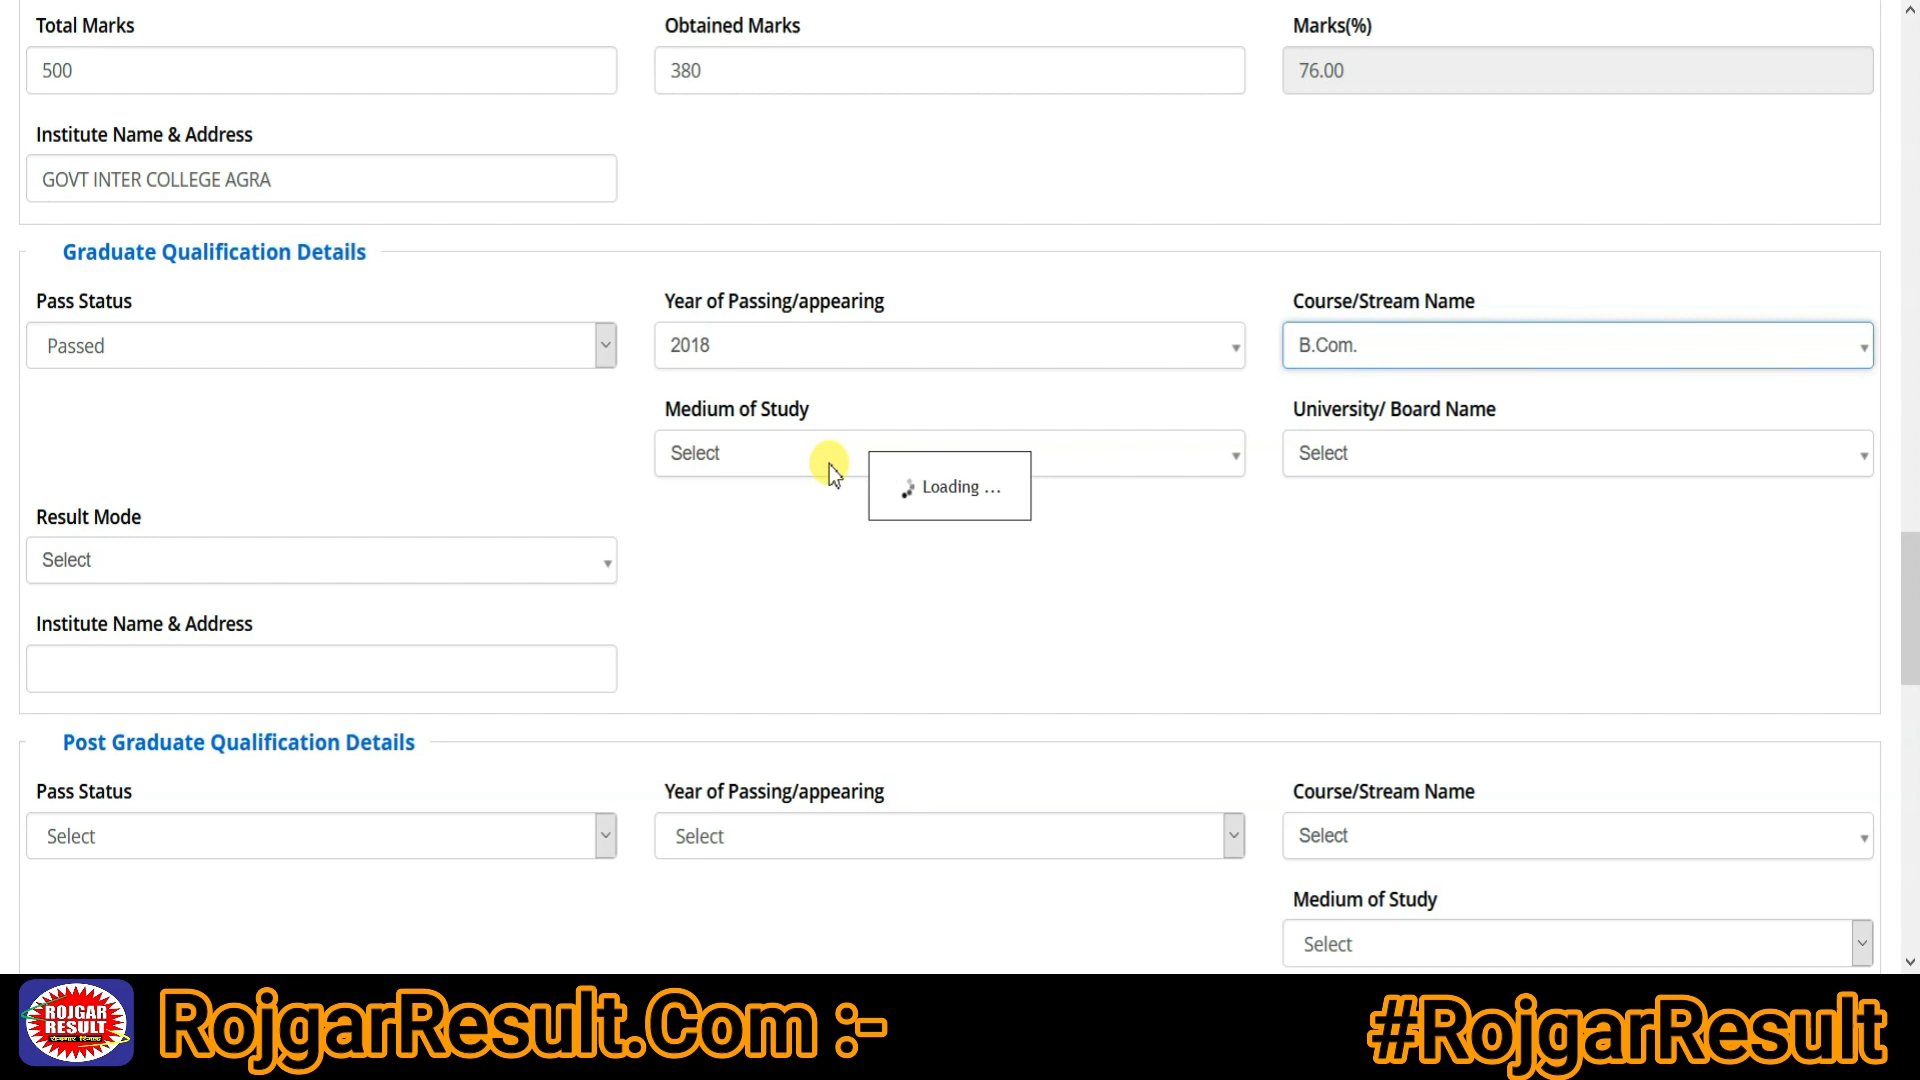 Total Marks
Obtained Marks
Marks(%)
500
380
76.00
Institute Name & Address
GOVT INTER COLLEGE AGRA
Graduate Qualification Details
Pass Status
Year of Passing/appearing
Course/Stream Name
Passed
2018
B.Com.
Medium of Study
University/ Board Name
Select
Select
Loading ...
Result Mode
Select
Institute Name & Address
Post Graduate Qualification Details
Pass Status
Year of Passing/appearing
Course/Stream Name
Select
Select
Select
Medium of Study
Select
ROJGAR
RESULT
रोजगार रिजल्ट
RojgarResult.Com :-
#RojgarResult